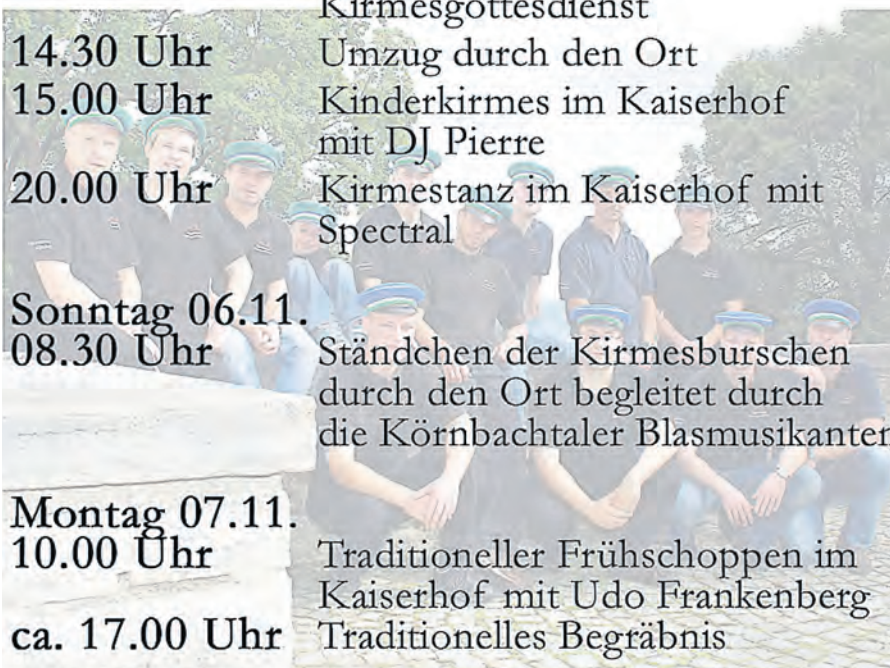 Kirmesgottesdienst
14.30 Uhr Umzug durch den Ort
15.00 Uhr Kinderkirmes im Kaiserhof
mit DJ Pierre
20.00 Uhr Kirmestanz im Kaiserhof mit
Spectral
Sonntag 06.11.
08.30 Uhr Ständchen der Kirmesburschen
durch den Ort begleitet durch
die Körnbachtaler Blasmusikanten
Montag 07.11.
10.00 Uhr Traditioneller Frühschoppen im
Kaiserhof mit Udo Frankenberg
ca. 17.00 Uhr Traditionelles Begräbnis